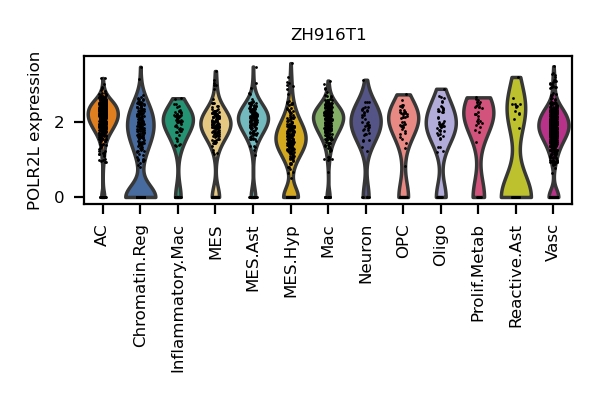 ZH916T1
POLR2L expression
2
0
AC
Chromatin.Reg
Inflammatory.Mac
MES
MES.Ast
MES.Hyp
Mac
Neuron
OPC
Oligo
Prolif.Metab
Reactive.Ast
Vasc